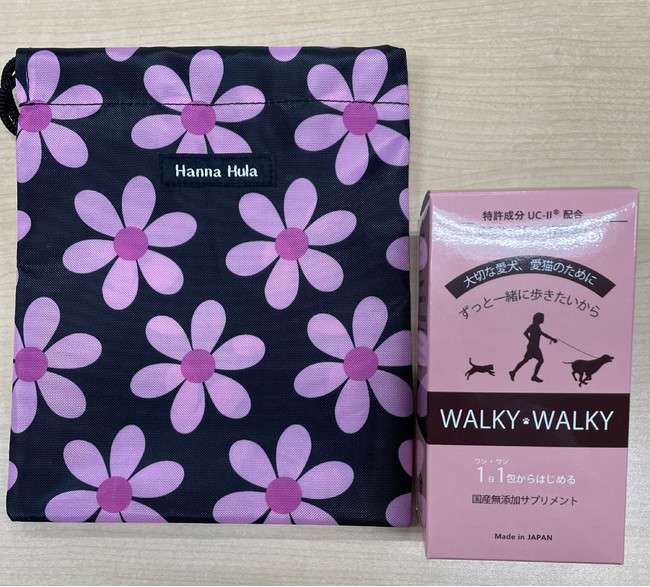 Hanna Hula
特許成分 UC-II® 配合
大切な愛犬、愛猫のために
ずっと一緒に歩きたいから
WALKY WALKY
ワン・ワン
1日1包からはじめる
国産無添加サプリメント
Made in JAPAN